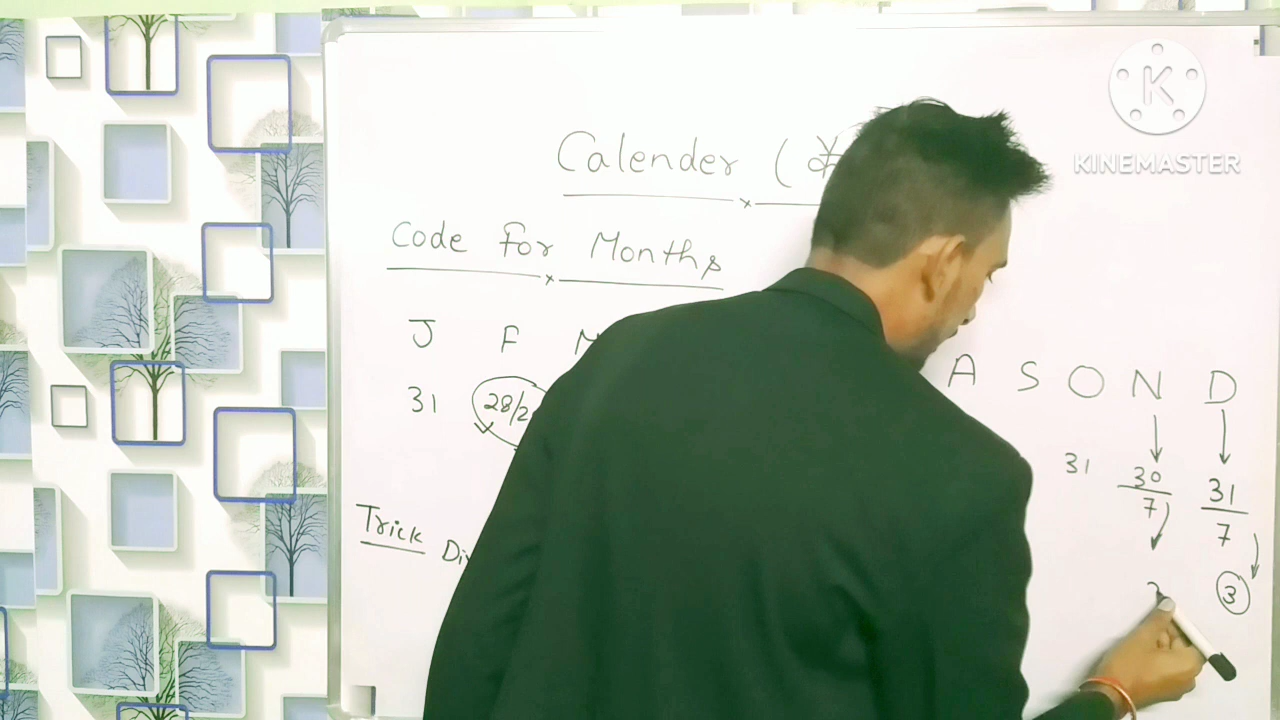 KINEMASTER
Calender (
Code for Months
J F A S O N D
31 28/2 31 30/7 31/7
3
Trick Di